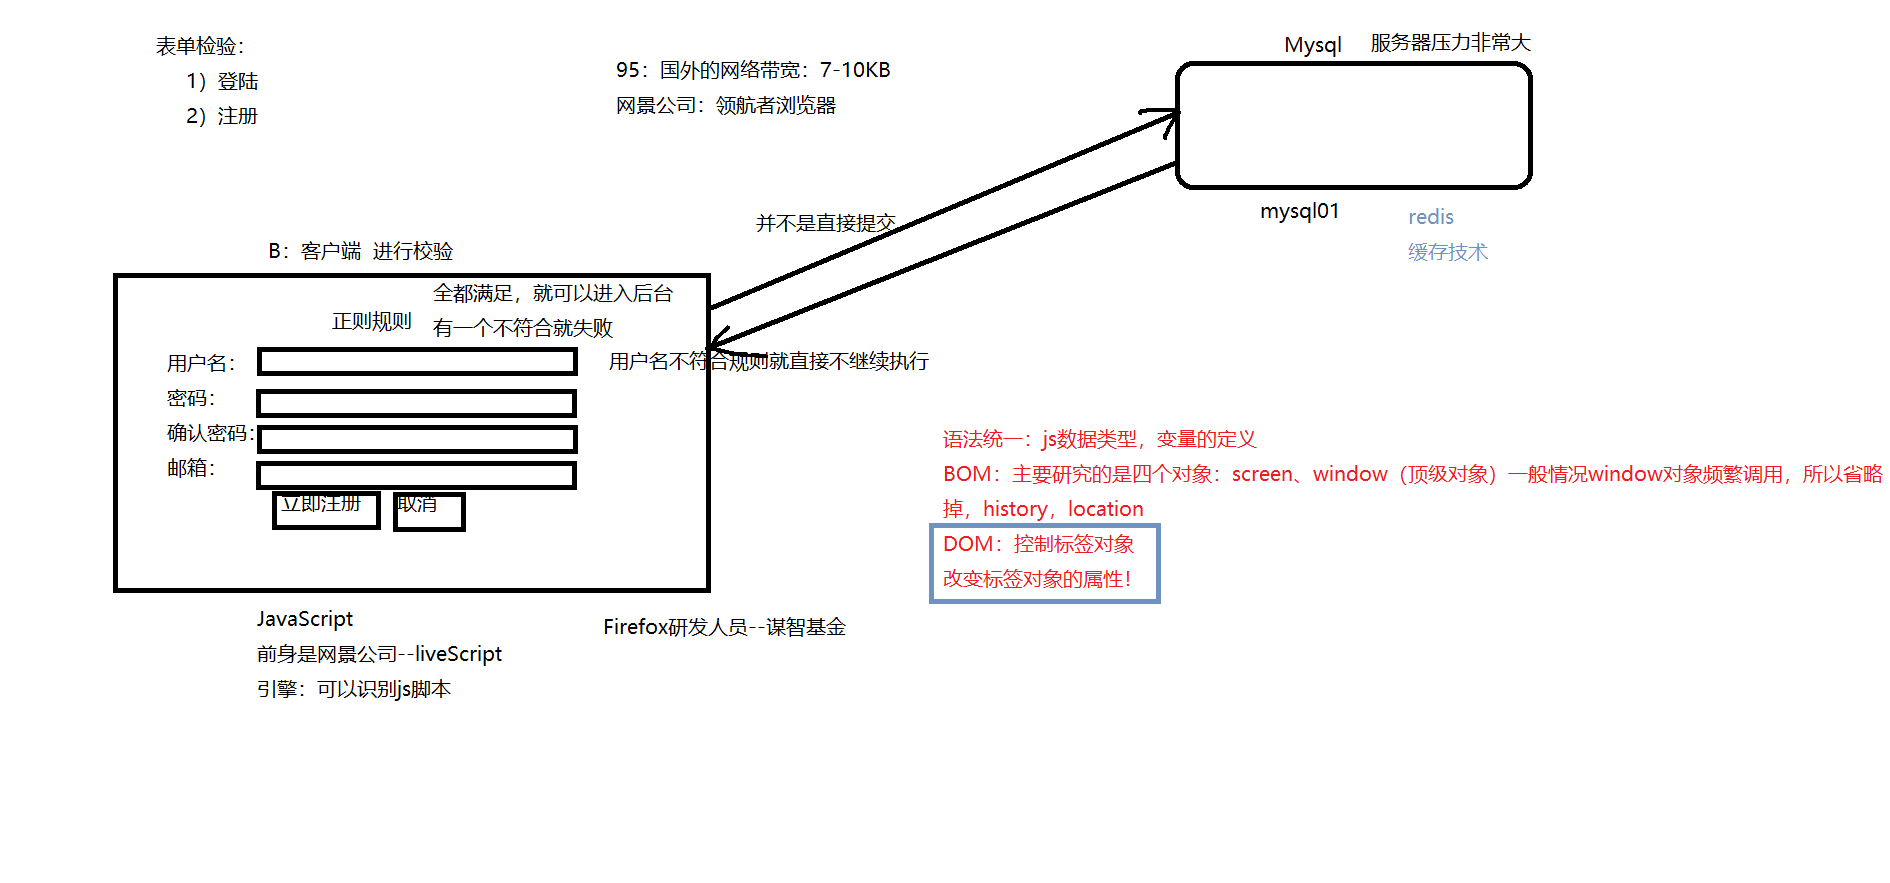 表单检验：
1）登陆
2）注册
95：国外的网络带宽：7-10KB
网景公司：领航者浏览器
Mysql
服务器压力非常大
mysql01
redis
缓存技术
并不是直接提交
B：客户端 进行校验
全都满足，就可以进入后台
正则规则
有一个不符合就失败
用户名：
用户名不符合规则就直接不继续执行
密码：
确认密码：
邮箱：
立即注册
取消
语法统一：js数据类型，变量的定义
BOM：主要研究的是四个对象：screen、window（顶级对象）一般情况window对象频繁调用，所以省略
掉，history，location
DOM：控制标签对象
改变标签对象的属性！
JavaScript
前身是网景公司--liveScript
引擎：可以识别js脚本
Firefox研发人员--谋智基金